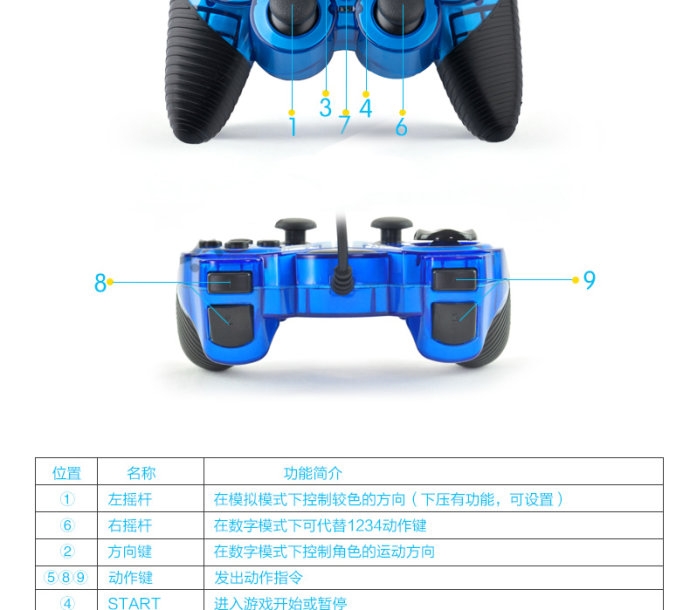 3 4
1 7 6
8 9
位置 名称 功能简介
① 左摇杆 在模拟模式下控制较色的方向（下压有功能，可设置）
⑥ 右摇杆 在数字模式下可代替1234动作键
② 方向键 在数字模式下控制角色的运动方向
⑤⑧⑨ 动作键 发出动作指令
④ START 进入游戏开始或暂停